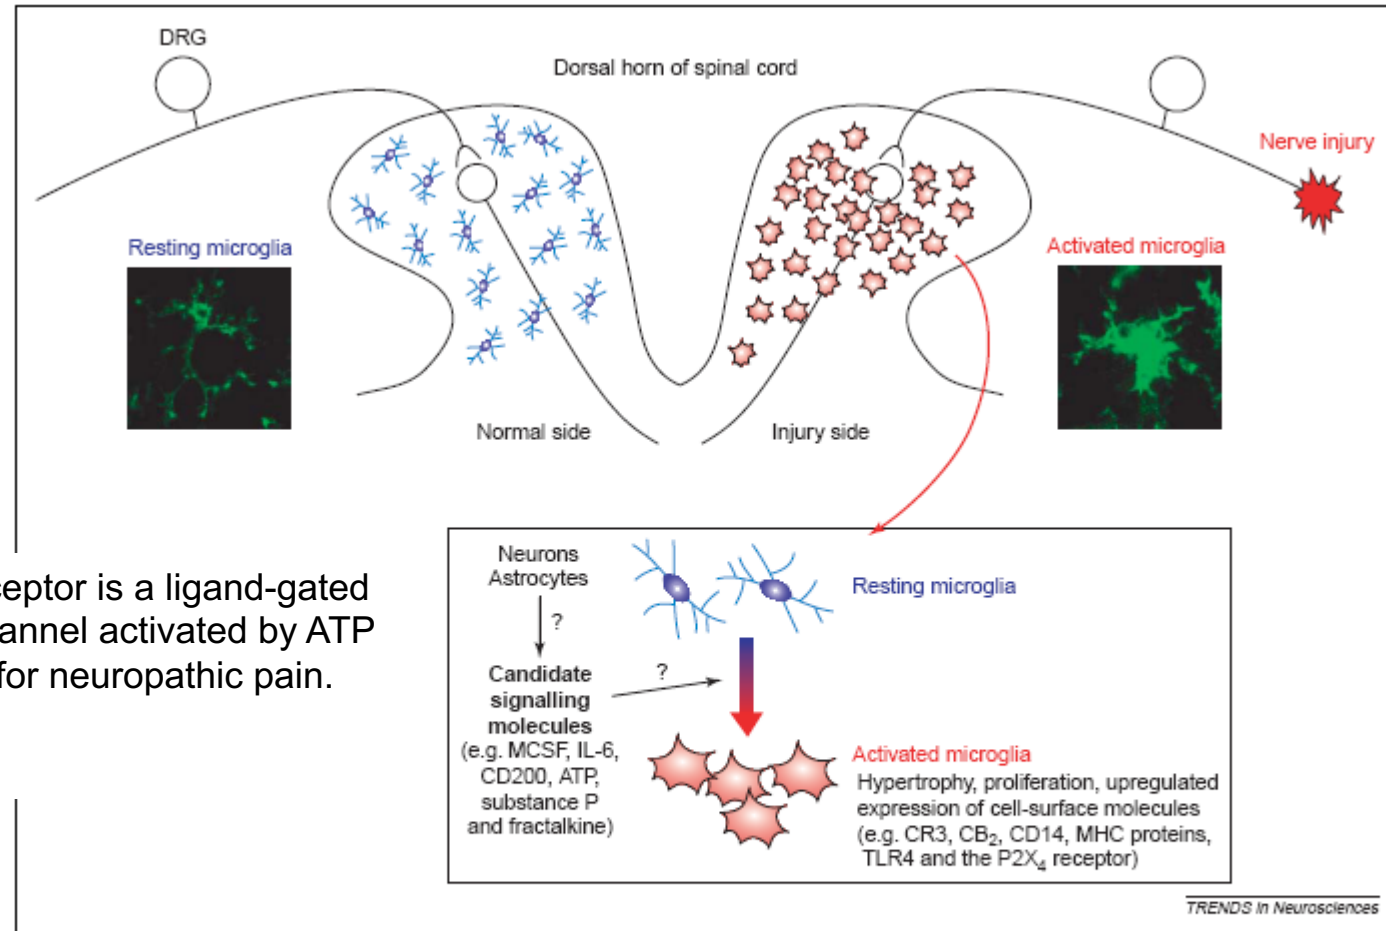 DRG
Dorsal horn of spinal cord
Nerve injury
Resting microglia
Activated microglia
Normal side
Injury side
ceptor is a ligand-gated
annel activated by ATP
for neuropathic pain.
Neurons
Astrocytes
?
Candidate
signalling
molecules
(e.g. MCSF, IL-6,
CD200, ATP,
substance P
and fractalkine)
?
Resting microglia
Activated microglia
Hypertrophy, proliferation, upregulated
expression of cell-surface molecules
(e.g. CR3, CB₂, CD14, MHC proteins,
TLR4 and the P2X₄ receptor)
TRENDS in Neurosciences